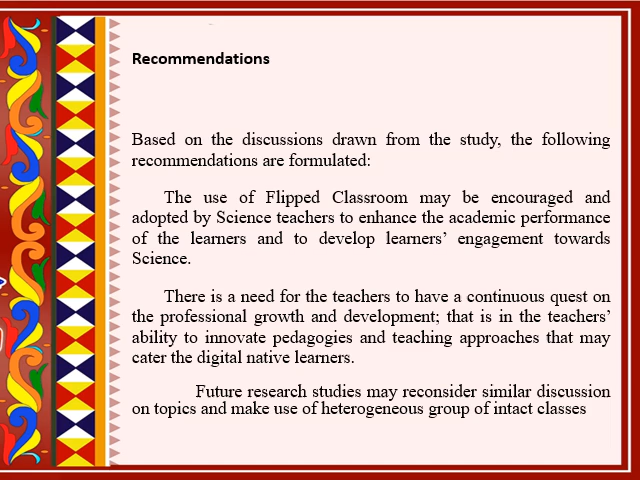 Recommendations
Based on the discussions drawn from the study, the following
recommendations are formulated:
The use of Flipped Classroom may be encouraged and
adopted by Science teachers to enhance the academic performance
of the learners and to develop learners’ engagement towards
Science.
There is a need for the teachers to have a continuous quest on
the professional growth and development; that is in the teachers’
ability to innovate pedagogies and teaching approaches that may
cater the digital native learners.
Future research studies may reconsider similar discussion
on topics and make use of heterogeneous group of intact classes